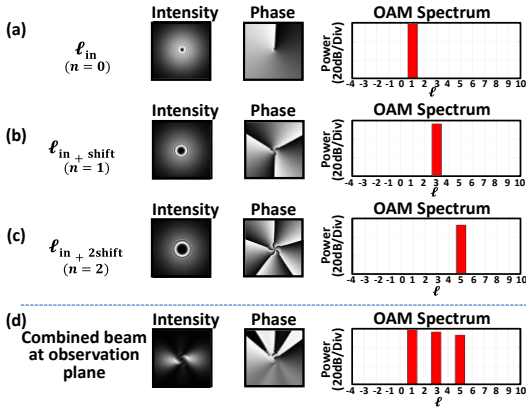 (a)
ℓin
(n = 0)
Intensity
Phase
OAM Spectrum
Power
(20dB/Div)
-4 -3 -2 -1 0 1 2 3 4 5 6 7 8 9 10
ℓ
(b)
ℓin + shift
(n = 1)
Intensity
Phase
OAM Spectrum
Power
(20dB/Div)
-4 -3 -2 -1 0 1 2 3 4 5 6 7 8 9 10
ℓ
(c)
ℓin + 2shift
(n = 2)
Intensity
Phase
OAM Spectrum
Power
(20dB/Div)
-4 -3 -2 -1 0 1 2 3 4 5 6 7 8 9 10
ℓ
(d)
Combined beam
at observation
plane
Intensity
Phase
OAM Spectrum
Power
(20dB/Div)
-4 -3 -2 -1 0 1 2 3 4 5 6 7 8 9 10
ℓ